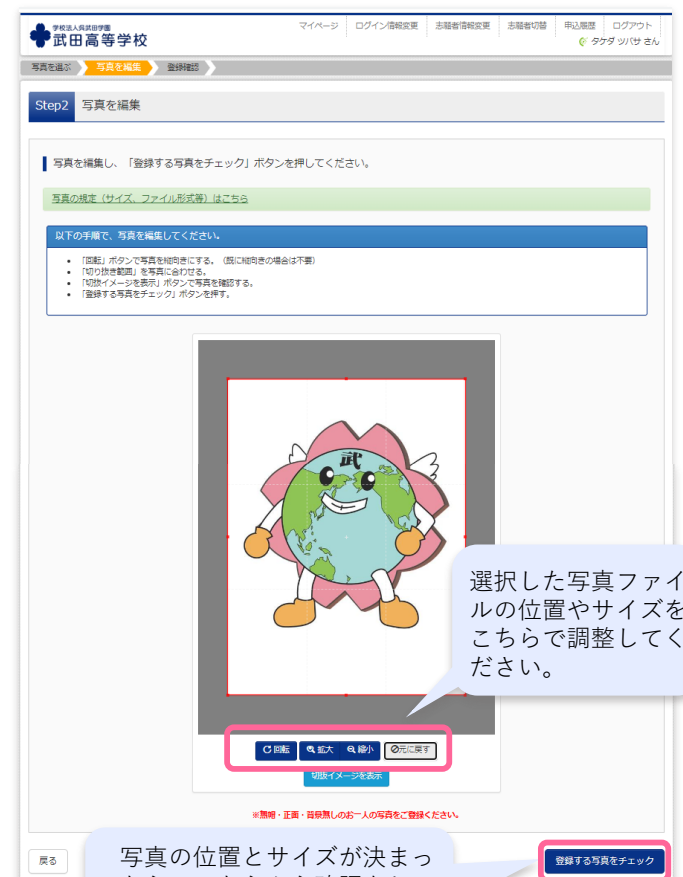 学校法人呉武田学園
武田高等学校
マイページ ログイン情報変更 志願者情報変更 志願者切替 申込履歴 ログアウト
タケダ ツバサ さん
写真を選ぶ 写真を編集 登録確認
Step2 写真を編集
写真を編集し、「登録する写真をチェック」ボタンを押してください。
写真の規定（サイズ、ファイル形式等）はこちら
以下の手順で、写真を編集してください。
• 「回転」ボタンで写真を縦向きにする。（既に縦向きの場合は不要）
• 「切り抜き範囲」を写真に合わせる。
• 「切抜イメージを表示」ボタンで写真を確認する。
• 「登録する写真をチェック」ボタンを押す。
武
選択した写真ファイ
ルの位置やサイズを
こちらで調整してく
ださい。
回転 拡大 縮小 元に戻す
切抜イメージを表示
※無帽・正面・背景無しのお一人の写真をご登録ください。
戻る
写真の位置とサイズが決まっ
登録する写真をチェック